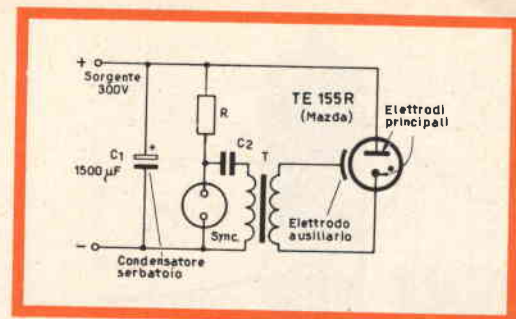 +
Sorgente
300V
C1
1500 µF
+
R
C2
T
Sync.
TE 155R
(Mazda)
Elettrodi
principali
Elettrodo
ausiliario
-
Condensatore
serbatoio